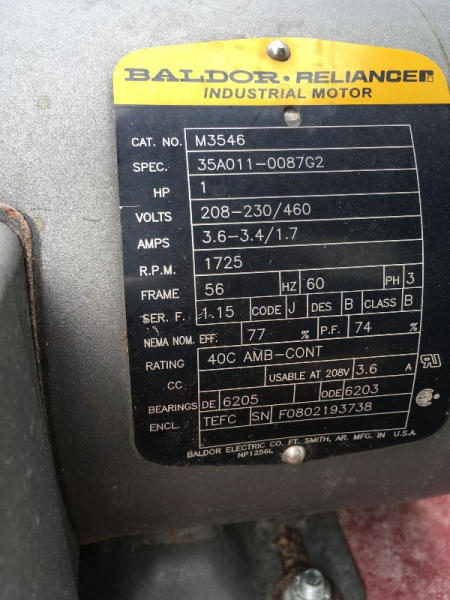 BALDOR • RELIANCER
INDUSTRIAL MOTOR
CAT. NO. M3546
SPEC. 35A011-0087G2
HP 1
VOLTS 208-230/460
AMPS 3.6-3.4/1.7
R.P.M. 1725
FRAME 56 HZ 60 PH 3
SER. F. 1.15 CODE J DES B CLASS B
NEMA NOM. EFF. 77 % P.F. 74 %
RATING 40C AMB-CONT
CC USABLE AT 208V 3.6 A
BEARINGS DE 6205 ODE 6203
ENCL. TEFC SN F0802193738
BALDOR ELECTRIC CO. FT. SMITH, AR. MFG. IN U.S.A.
NP1256L